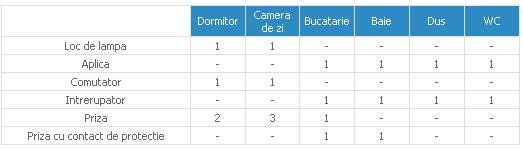 Dormitor Camera de zi Bucatarie Baie Dus WC
Loc de lampa 1 1 - - - -
Aplica - - 1 1 1 1
Comutator 1 1 - - - -
Intrerupator - - 1 1 1 1
Priza 2 3 1 - - -
Priza cu contact de protectie - - 1 1 - -